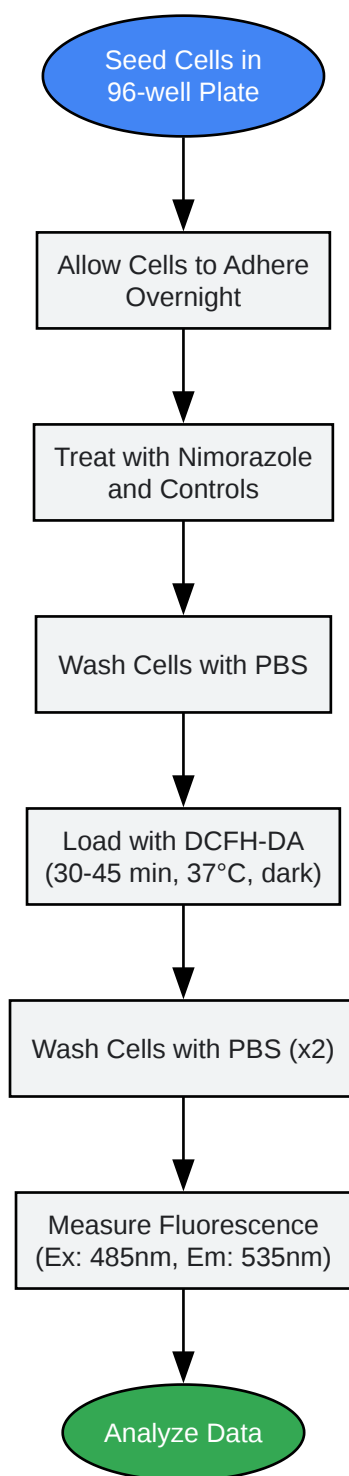 Seed Cells in
96-well Plate
Allow Cells to Adhere
Overnight
Treat with Nimorazole
and Controls
Wash Cells with PBS
Load with DCFH-DA
(30-45 min, 37°C, dark)
Wash Cells with PBS (x2)
Measure Fluorescence
(Ex: 485nm, Em: 535nm)
Analyze Data